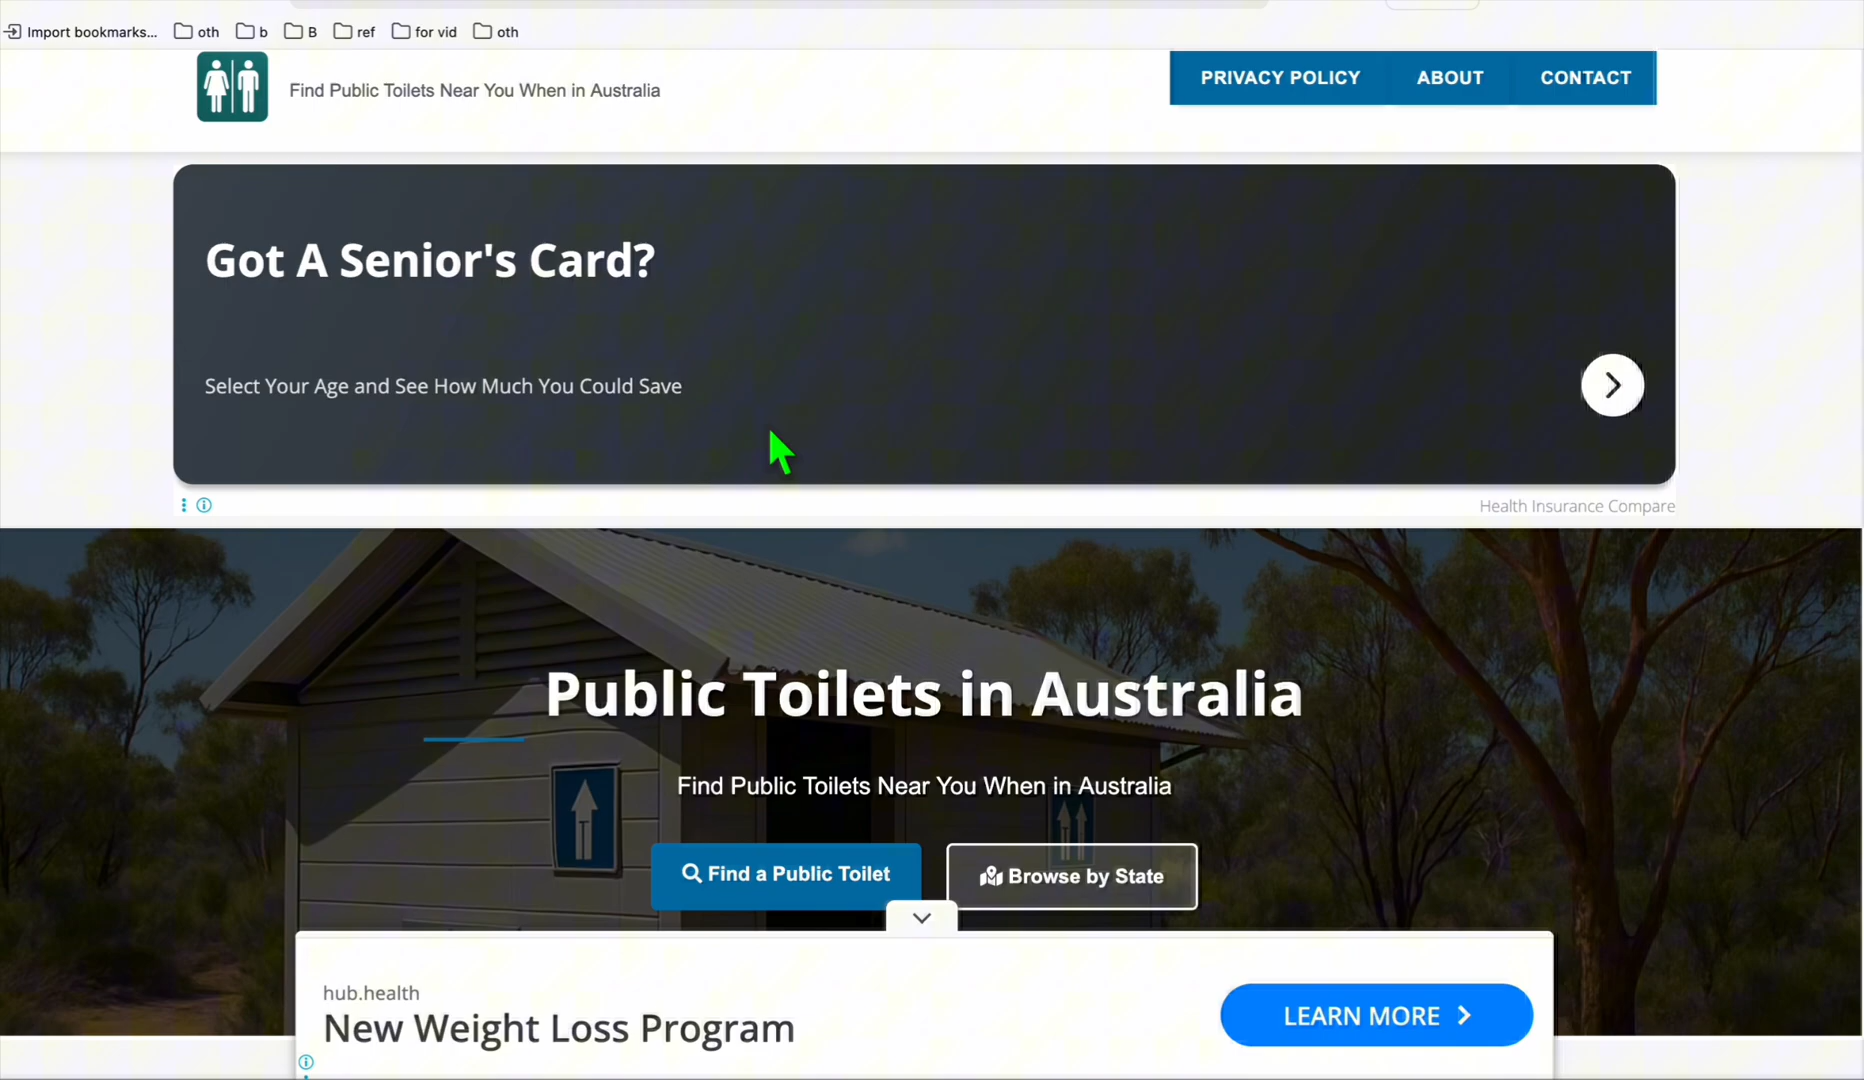 Import bookmarks... oth b B ref for vid oth
Find Public Toilets Near You When in Australia
PRIVACY POLICY ABOUT CONTACT
Got A Senior's Card?
Select Your Age and See How Much You Could Save
Health Insurance Compare
Public Toilets in Australia
Find Public Toilets Near You When in Australia
Find a Public Toilet Browse by State
hub.health
New Weight Loss Program
LEARN MORE